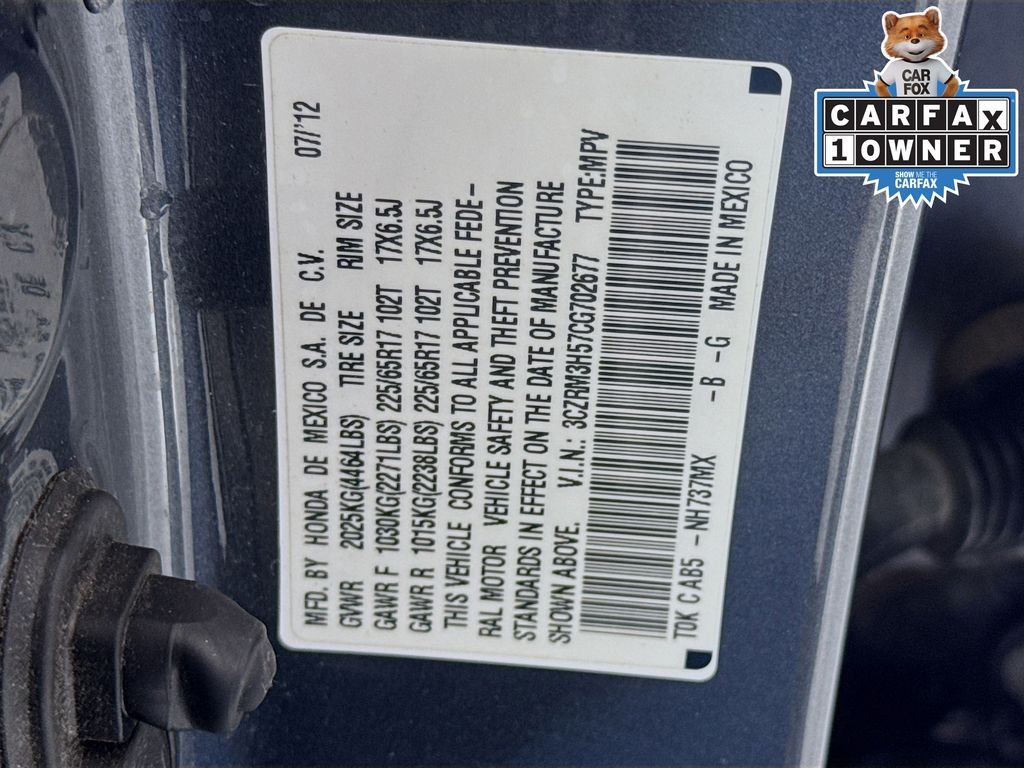 MFD. BY HONDA DE MEXICO S.A. DE C.V. 07/'12
GVWR 2025KG(4464LBS) TIRE SIZE RIM SIZE
GAWR F 1030KG(2271LBS) 225/65R17 102T 17X6.5J
GAWR R 1015KG(2238LBS) 225/65R17 102T 17X6.5J
THIS VEHICLE CONFORMS TO ALL APPLICABLE FEDE-
RAL MOTOR VEHICLE SAFETY AND THEFT PREVENTION
STANDARDS IN EFFECT ON THE DATE OF MANUFACTURE
SHOWN ABOVE. V.I.N.: 3CZRM3H57CG702677 TYPE:MPV
T0K C AB5 -NH737MX -B -G MADE IN MEXICO
CAR
FOX
CARFAX
1 OWNER
SHOW ME THE
CARFAX